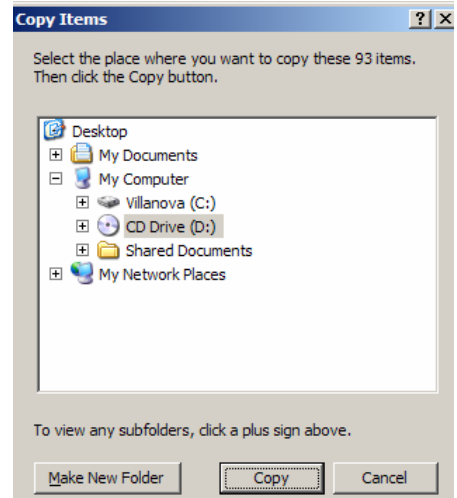 Copy Items
Select the place where you want to copy these 93 items.
Then click the Copy button.
Desktop
My Documents
My Computer
Villanova (C:)
CD Drive (D:)
Shared Documents
My Network Places
To view any subfolders, click a plus sign above.
Make New Folder Copy Cancel